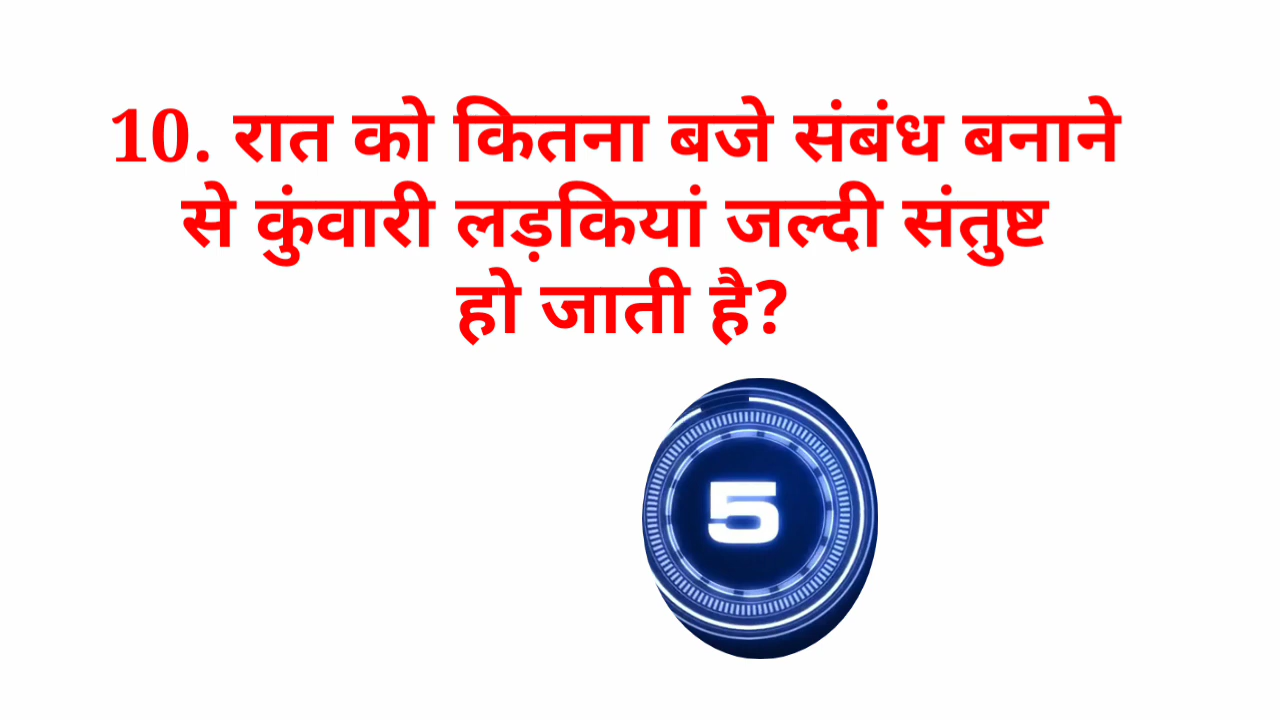 10. रात को कितना बजे संबंध बनाने
से कुंवारी लड़कियां जल्दी संतुष्ट
हो जाती है?
5